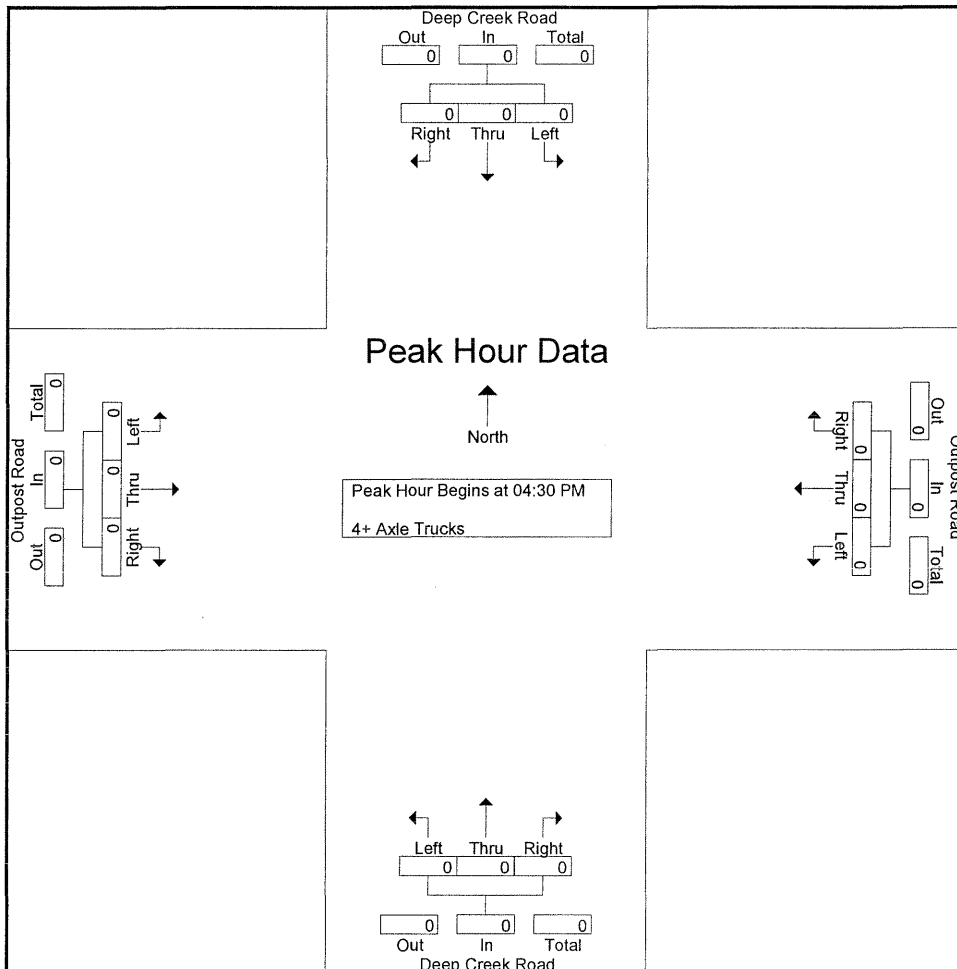 Deep Creek Road
Out In Total
0 0 0
0 0 0
Right Thru Left
Peak Hour Data
North
Peak Hour Begins at 04:30 PM
4+ Axle Trucks
Outpost Road
Total In Out
0 0 0
0 0 0
Left Thru Right
Right Thru Left
0 0 0
0 0 0
Out In Total
Outpost Road
Left Thru Right
0 0 0
0 0 0
Out In Total
Deep Creek Road